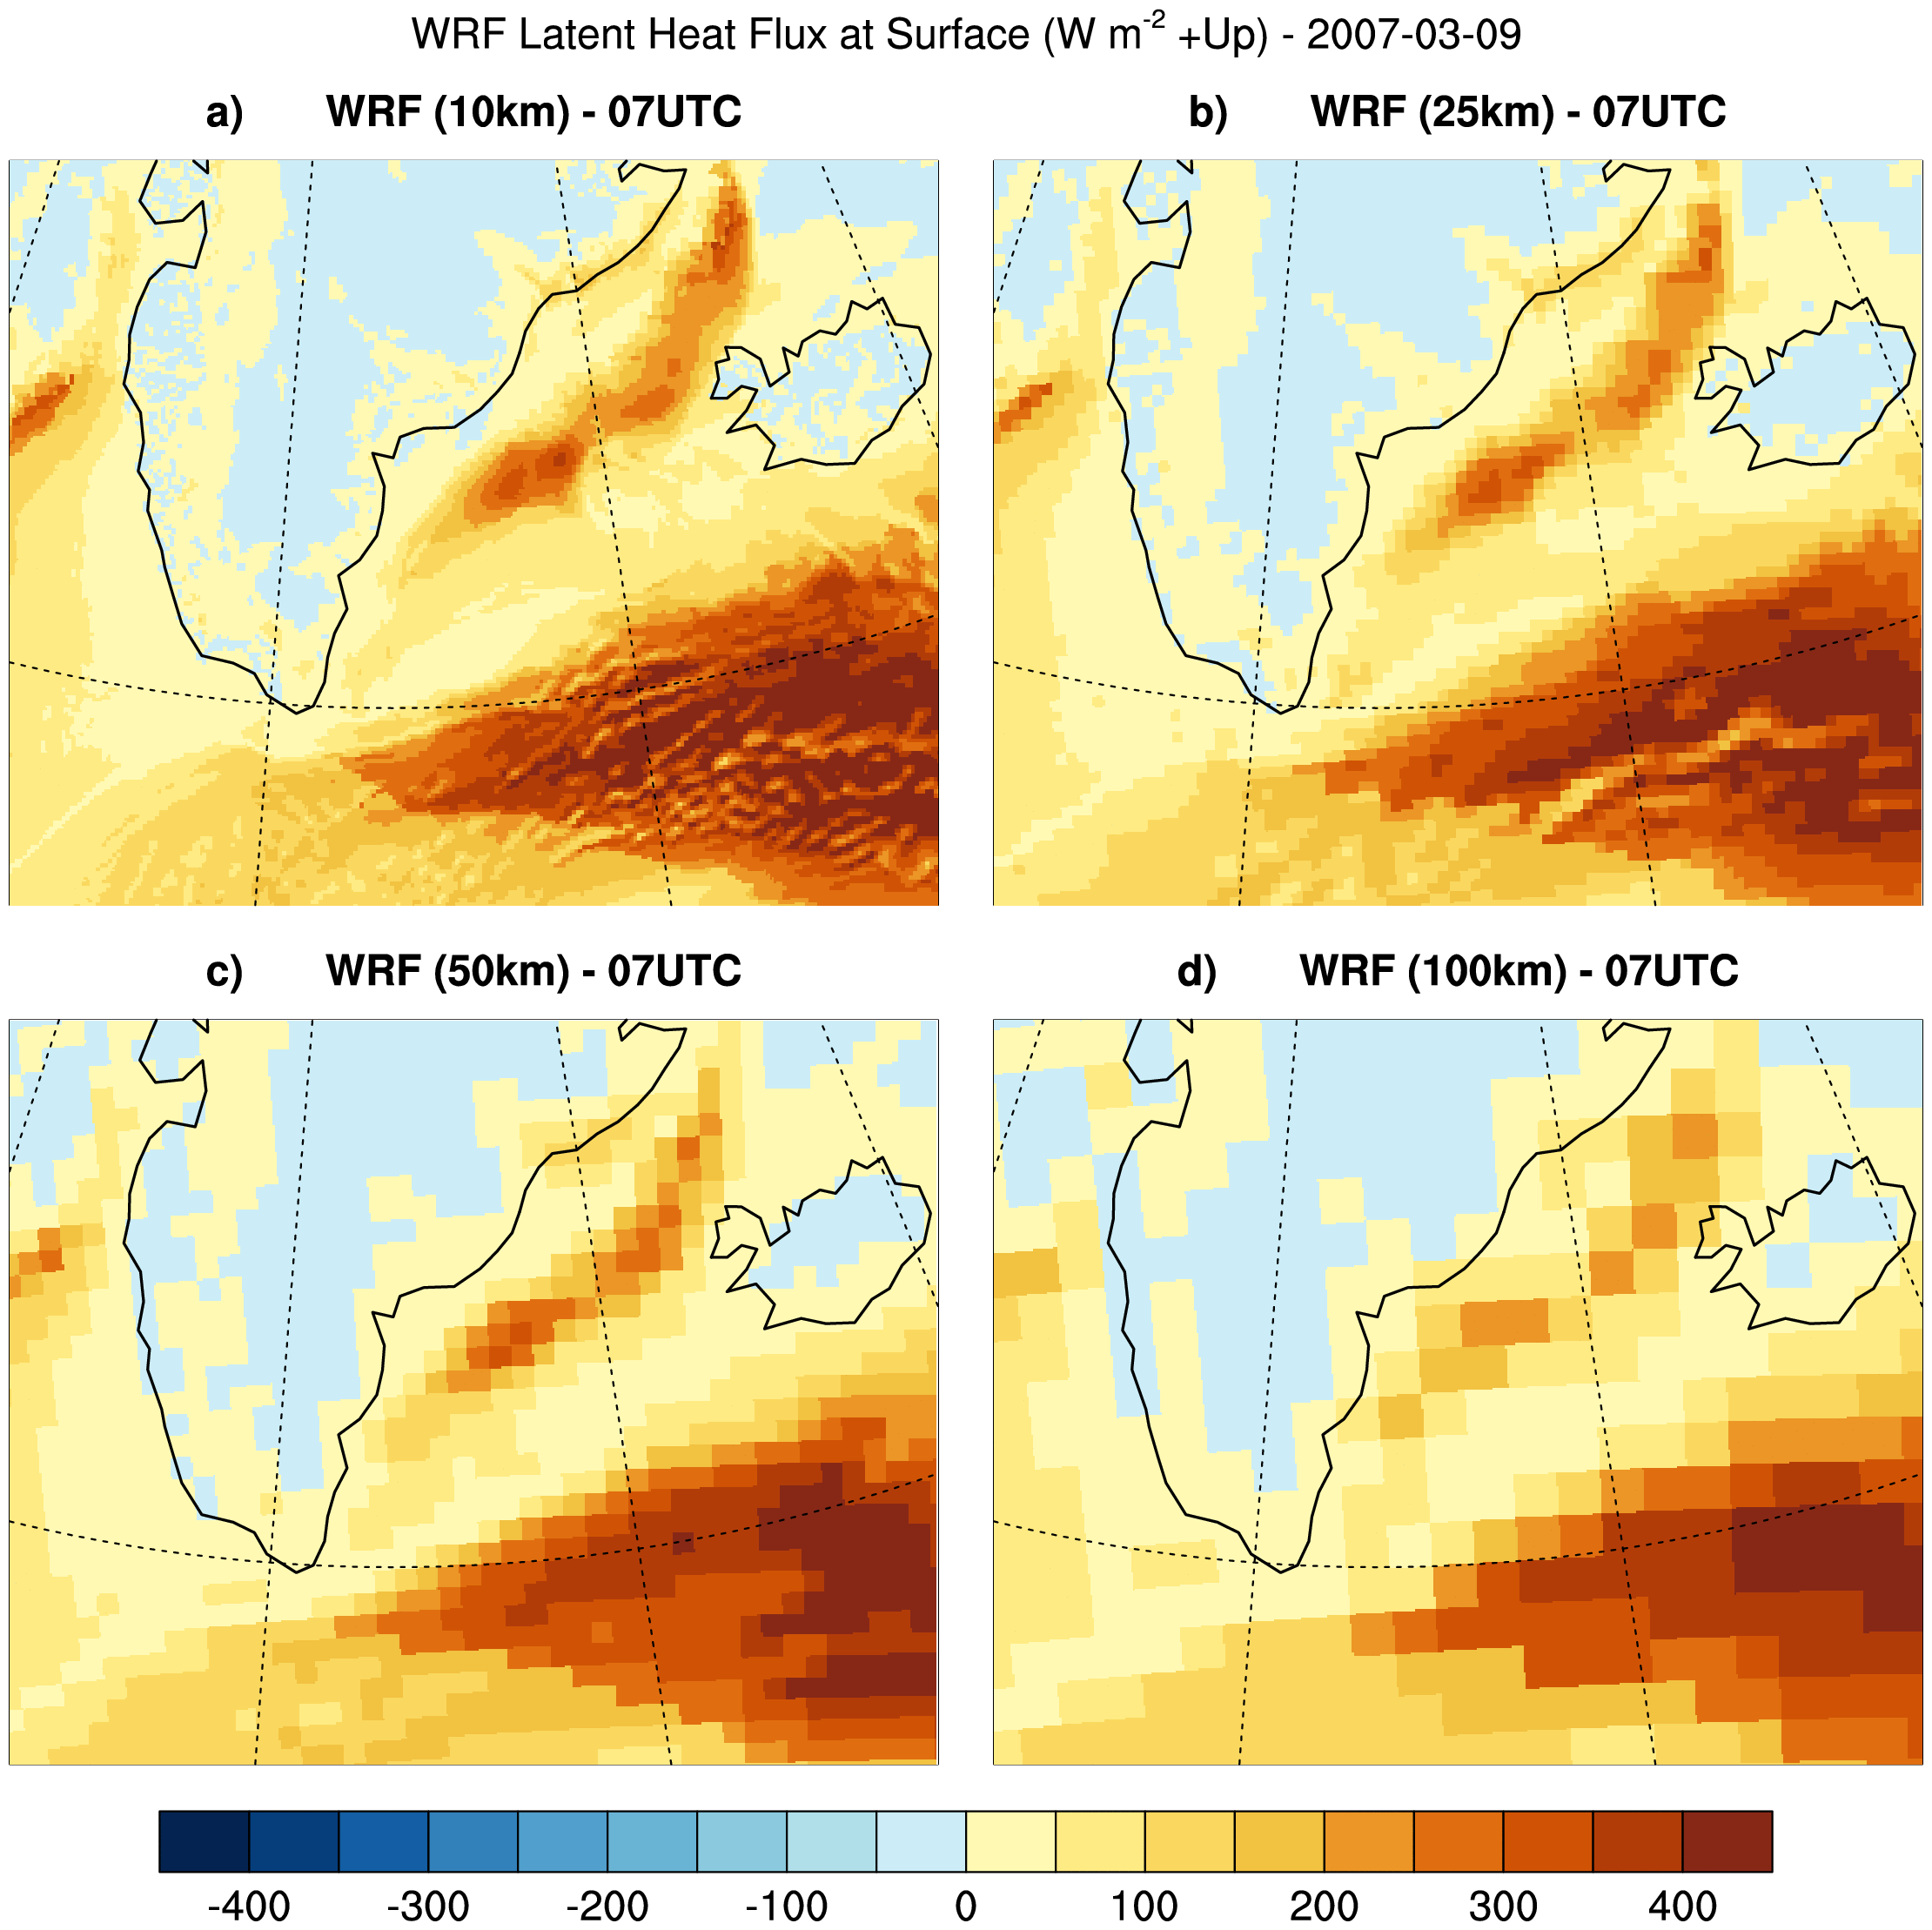 WRF Latent Heat Flux at Surface (W m-2 +Up) - 2007-03-09
a) WRF (10km) - 07UTC
b) WRF (25km) - 07UTC
c) WRF (50km) - 07UTC
d) WRF (100km) - 07UTC
-400 -300 -200 -100 0 100 200 300 400